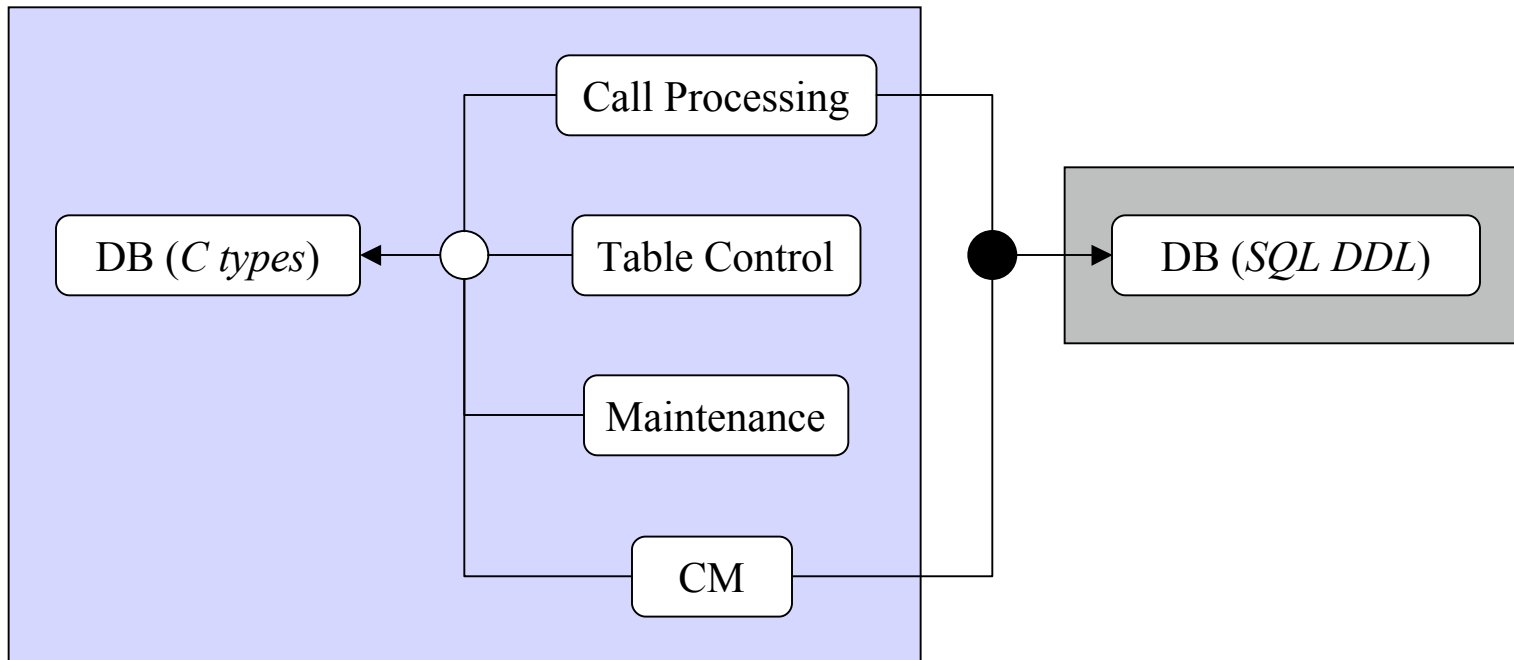 Call Processing
DB (C types)
Table Control
DB (SQL DDL)
Maintenance
CM